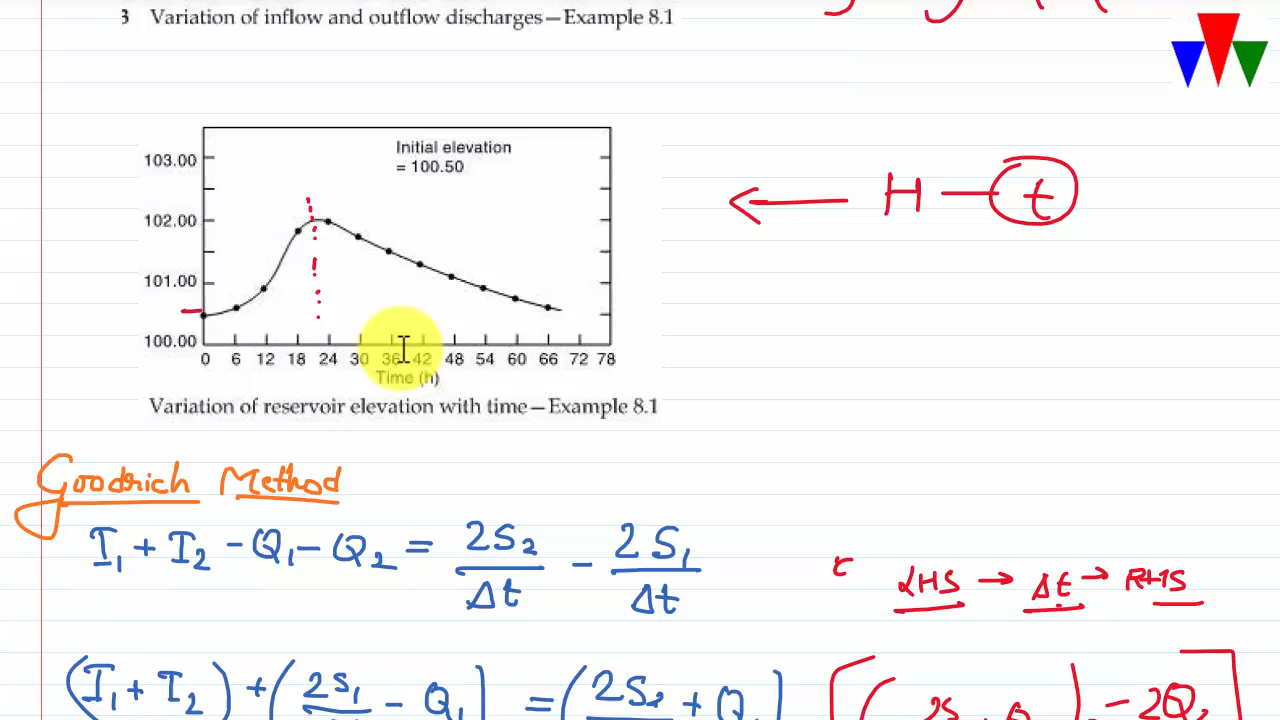 3 Variation of inflow and outflow discharges—Example 8.1
Initial elevation
= 100.50
103.00
102.00
101.00
100.00
0 6 12 18 24 30 36 42 48 54 60 66 72 78
Time (h)
Variation of reservoir elevation with time—Example 8.1
H — t
Goodrich Method
I₁ + I₂ - Q₁ - Q₂ = 2S₂/Δt - 2S₁/Δt
LHS → Δt → RHS
(I₁ + I₂) + (2S₁ - Q₁) = (2S₂ + Q
- 2Q₂